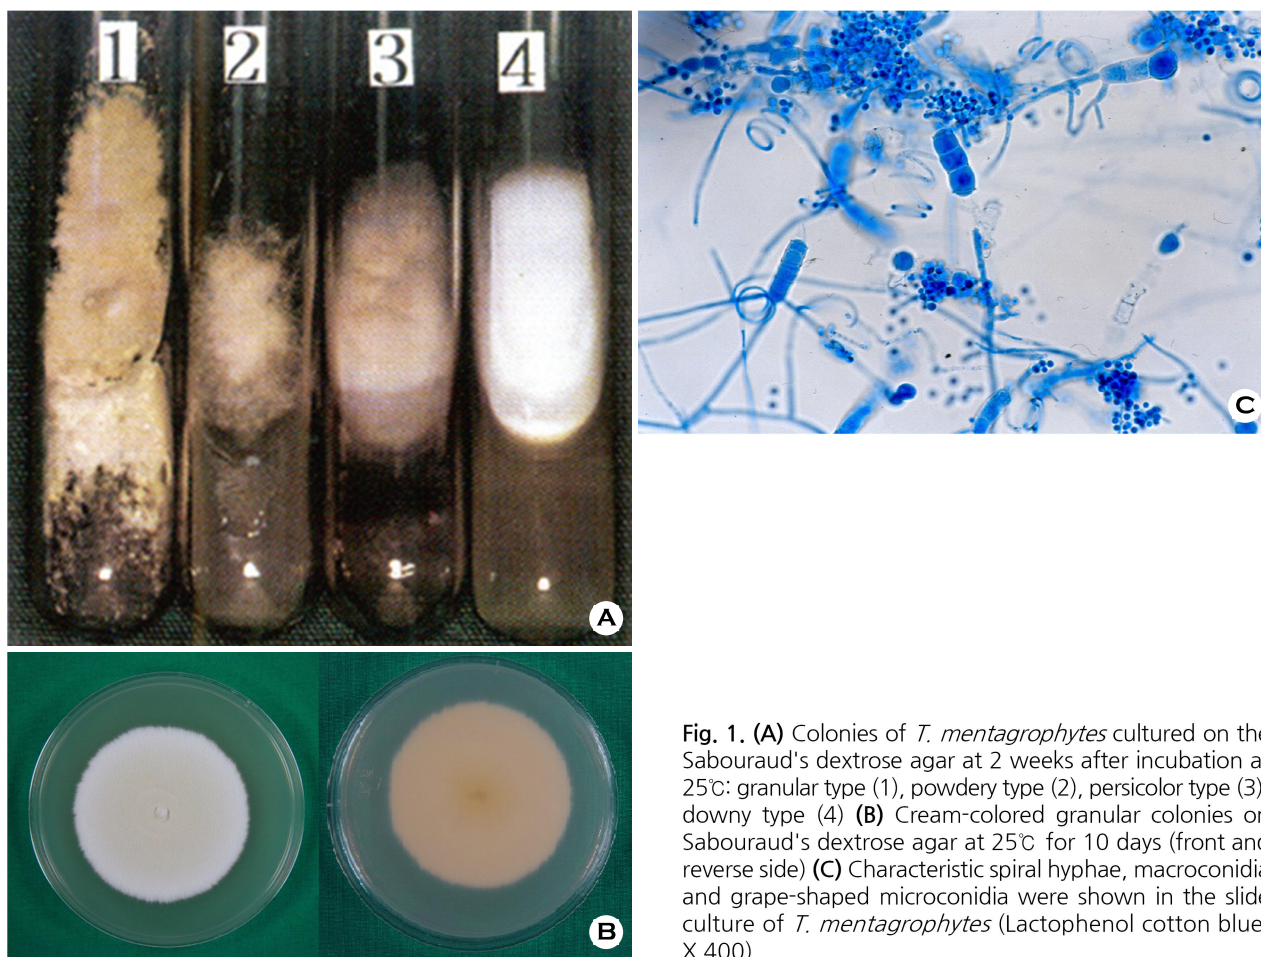 1 2 3 4
A
B
C
Fig. 1. (A) Colonies of T. mentagrophytes cultured on the
Sabouraud's dextrose agar at 2 weeks after incubation a
25℃: granular type (1), powdery type (2), persicolor type (3)
downy type (4) (B) Cream-colored granular colonies o
Sabouraud's dextrose agar at 25℃ for 10 days (front and
reverse side) (C) Characteristic spiral hyphae, macroconidia
and grape-shaped microconidia were shown in the slide
culture of T. mentagrophytes (Lactophenol cotton blue
X 400)